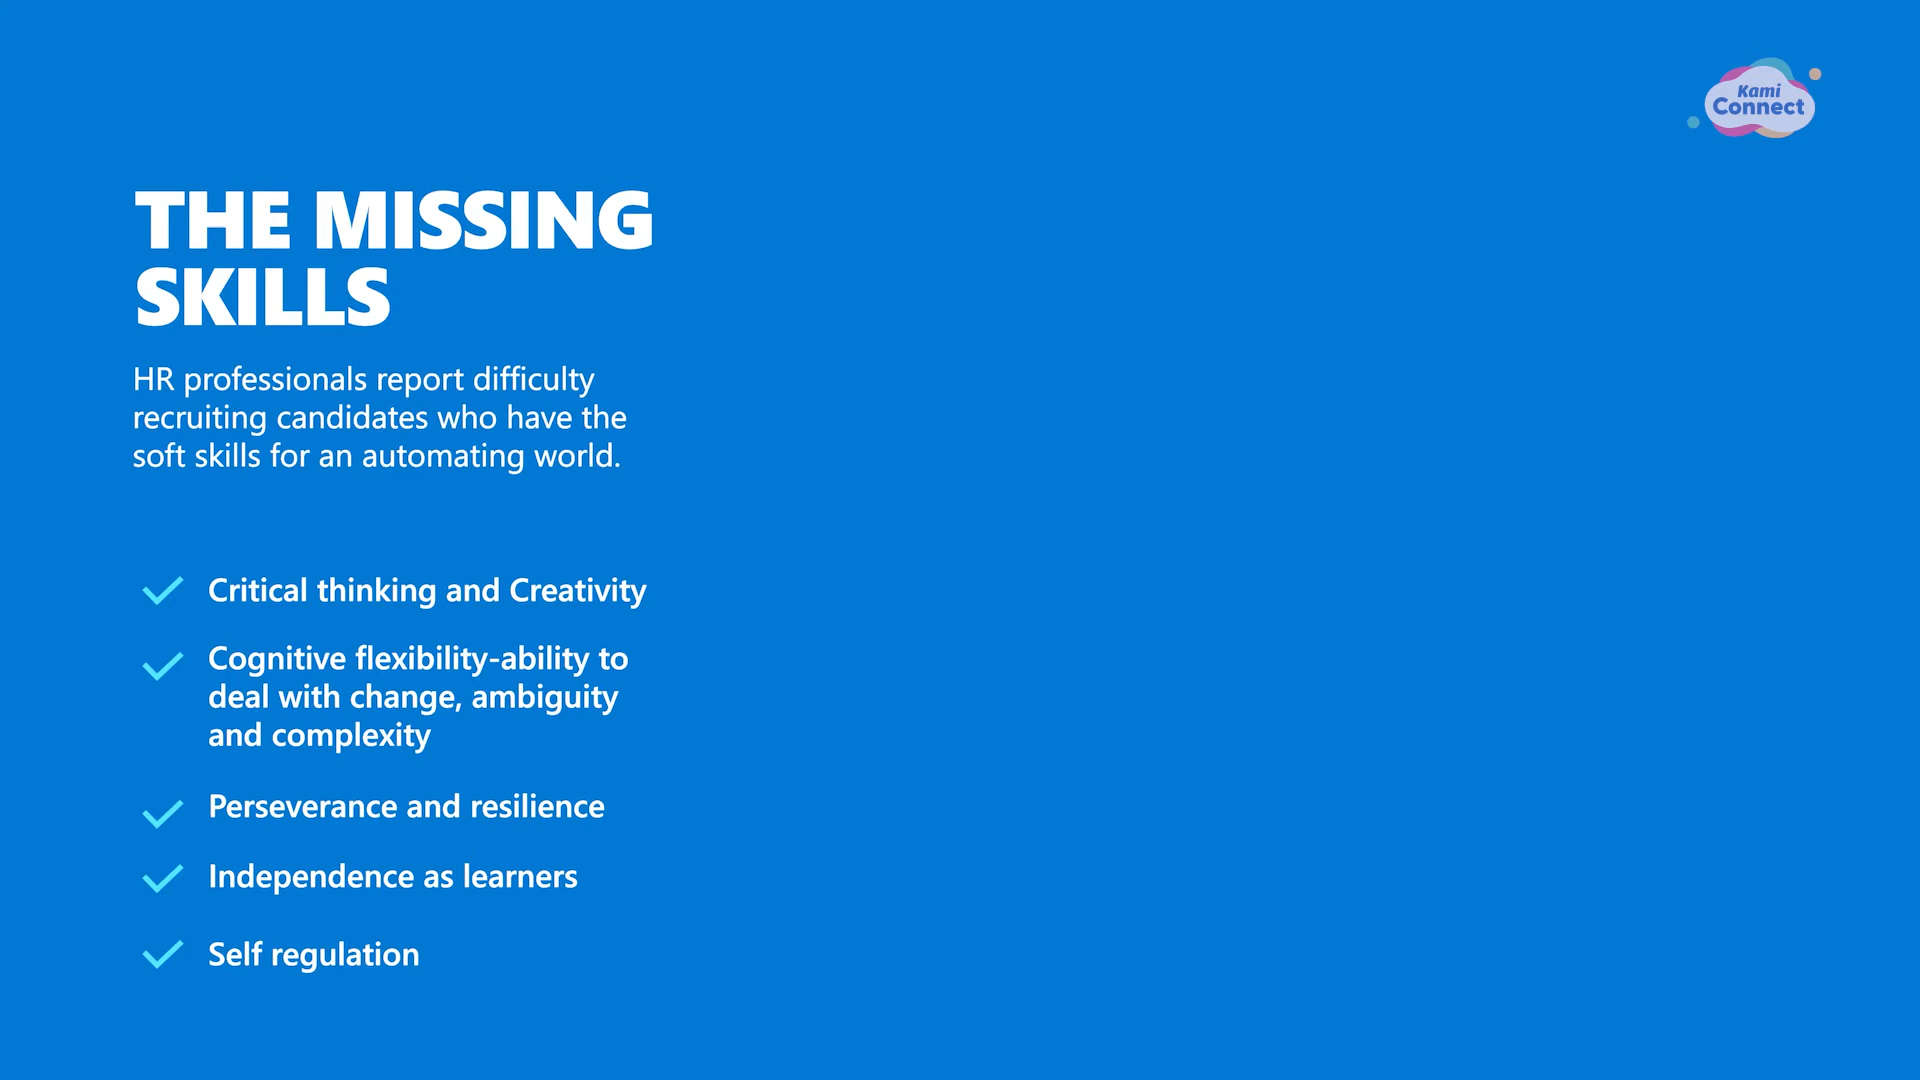 Kami
Connect
THE MISSING
SKILLS
HR professionals report difficulty
recruiting candidates who have the
soft skills for an automating world.
Critical thinking and Creativity
Cognitive flexibility-ability to
deal with change, ambiguity
and complexity
Perseverance and resilience
Independence as learners
Self regulation